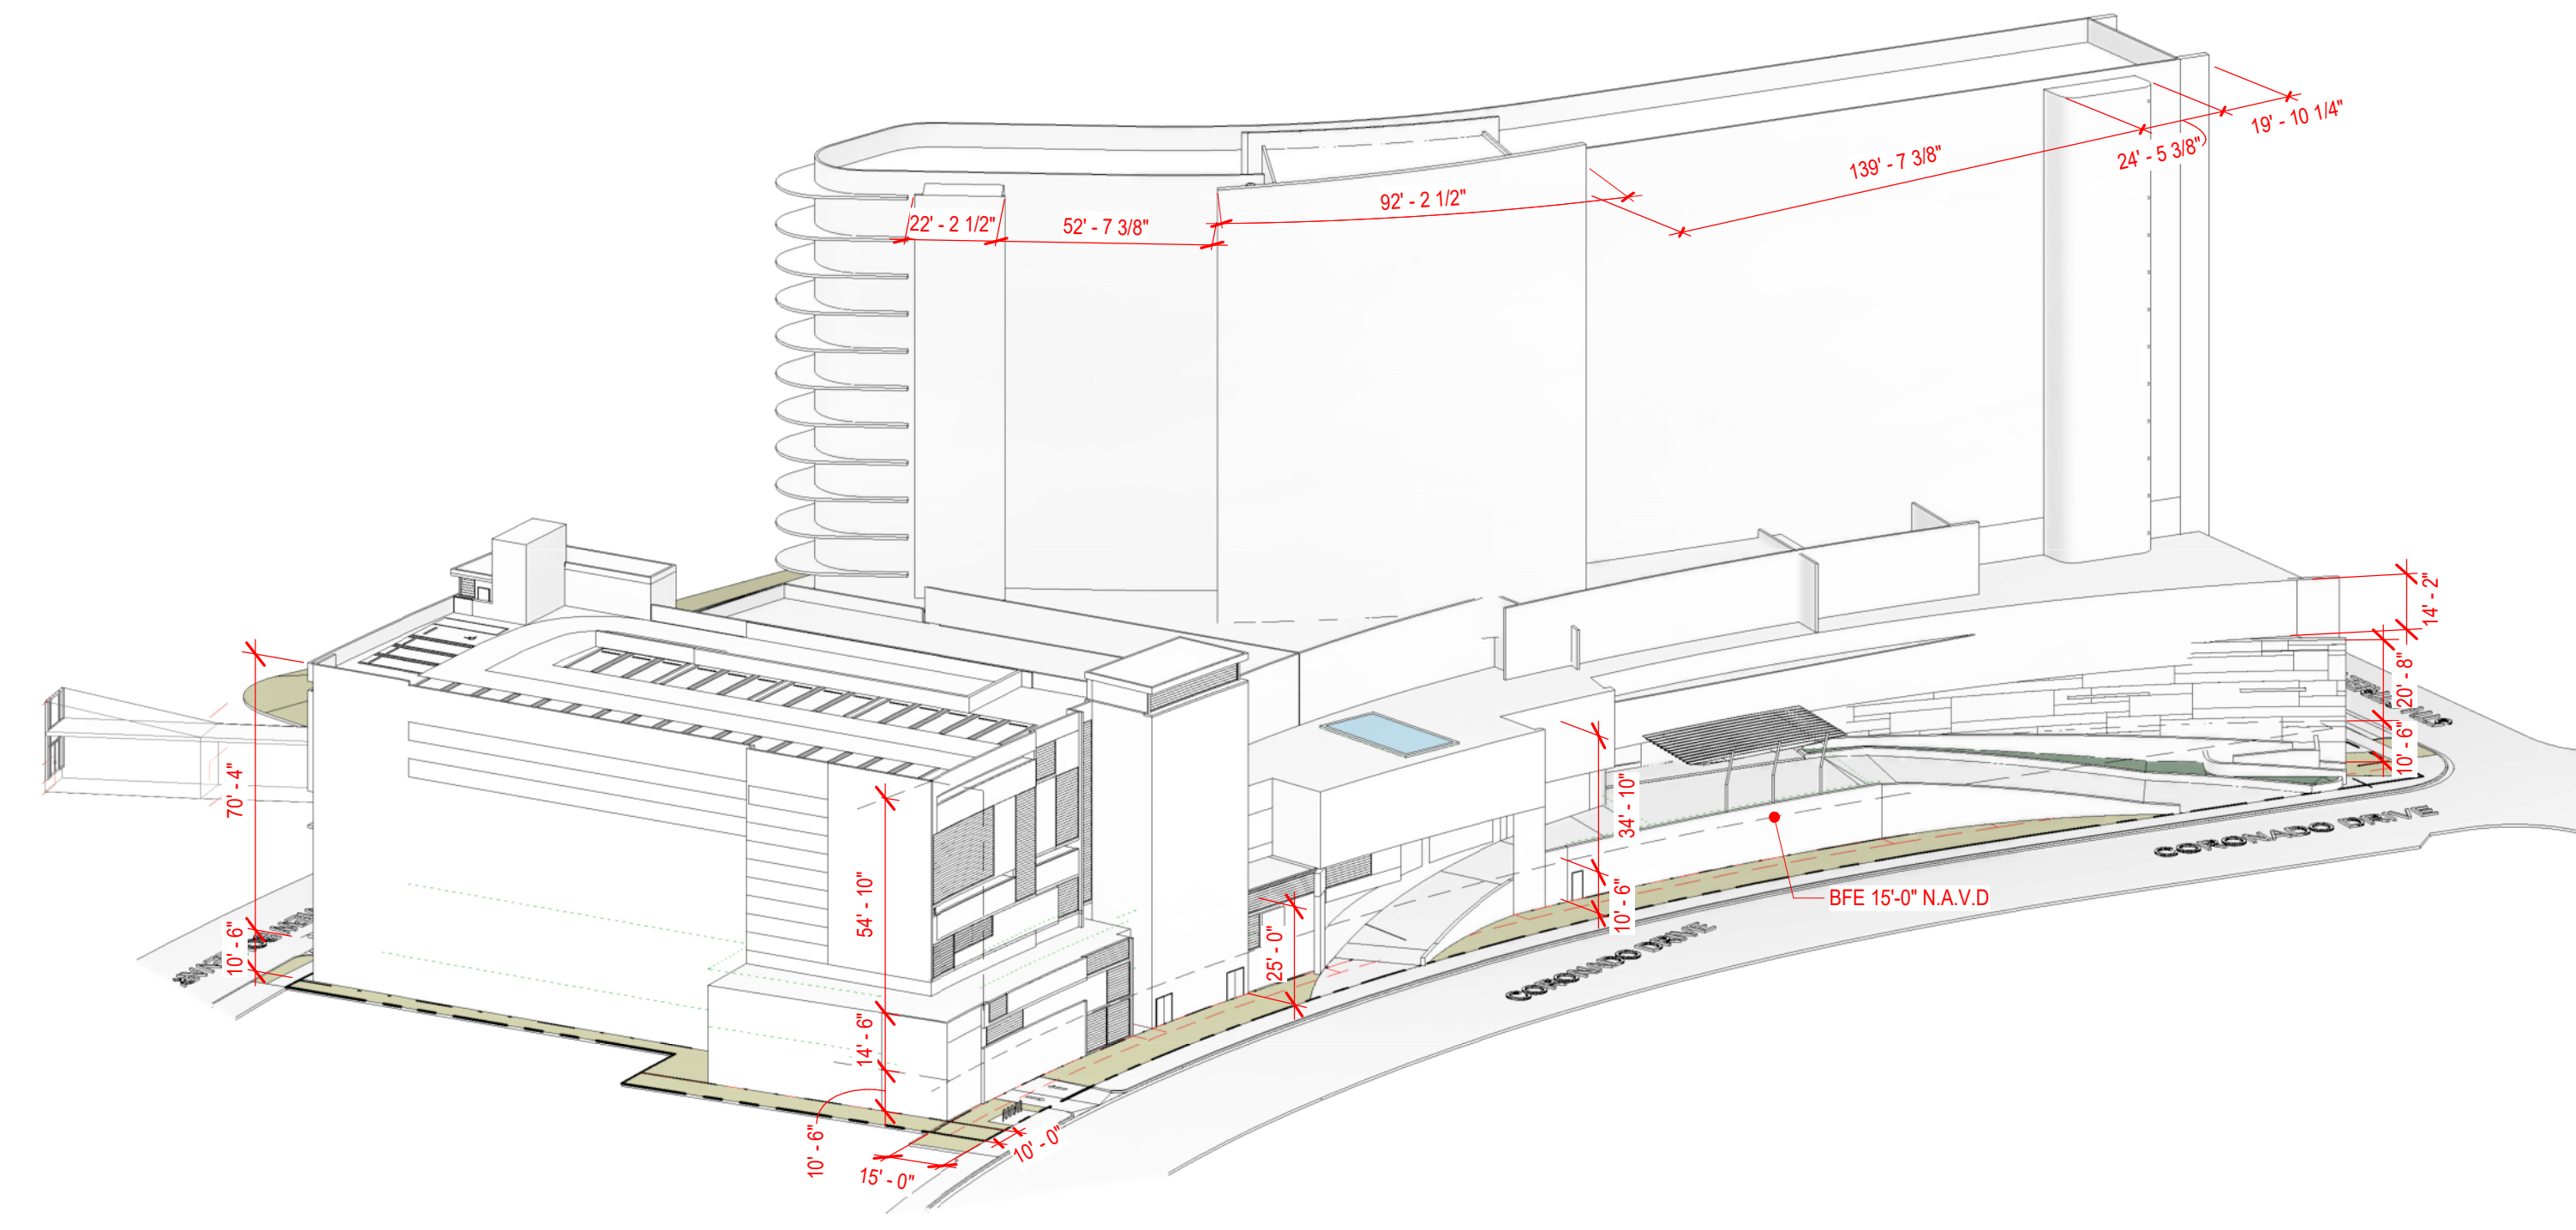 19' - 10 1/4"
24' - 5 3/8"
139' - 7 3/8"
92' - 2 1/2"
22' - 2 1/2"
52' - 7 3/8"
14' - 2"
20' - 8"
10' - 6"
70' - 4"
10' - 6"
34' - 10"
10' - 6"
54' - 10"
14' - 6"
10' - 6"
25' - 0"
10' - 0"
15' - 0"
BFE 15'-0" N.A.V.D
CORONADO DRIVE
CORONADO DRIVE